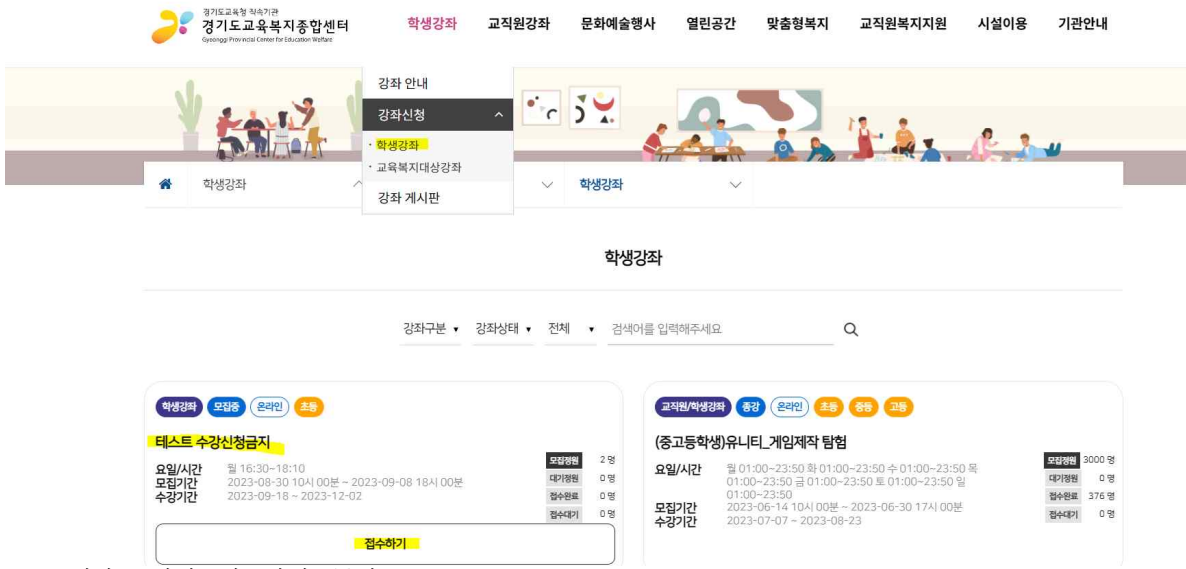 경기도교육청 직속기관
경기도교육복지종합센터
Gyeonggi Provincial Center for Education Welfare
학생강좌 교직원강좌 문화예술행사 열린공간 맞춤형복지 교직원복지지원 시설이용 기관안내
강좌 안내
강좌신청
· 학생강좌
· 교육복지대상강좌
강좌 게시판
학생강좌
학생강좌
학생강좌
강좌구분 강좌상태 전체 검색어를 입력해주세요
학생강좌 모집중 온라인 초등
테스트 수강신청금지
요일/시간 월 16:30~18:10
모집기간 2023-08-30 10시 00분 ~ 2023-09-08 18시 00분
수강기간 2023-09-18 ~ 2023-12-02
모집정원 2 명
대기정원 0 명
접수완료 0 명
접수대기 0 명
접수하기
교직원/학생강좌 종강 온라인 초등 중등 고등
(중고등학생)유니티_게임제작 탐험
요일/시간 월 01:00~23:50 화 01:00~23:50 수 01:00~23:50 목
01:00~23:50 금 01:00~23:50 토 01:00~23:50 일
01:00~23:50
모집기간 2023-06-14 10시 00분 ~ 2023-06-30 17시 00분
수강기간 2023-07-07 ~ 2023-08-23
모집정원 3000 명
대기정원 0 명
접수완료 376 명
접수대기 0 명